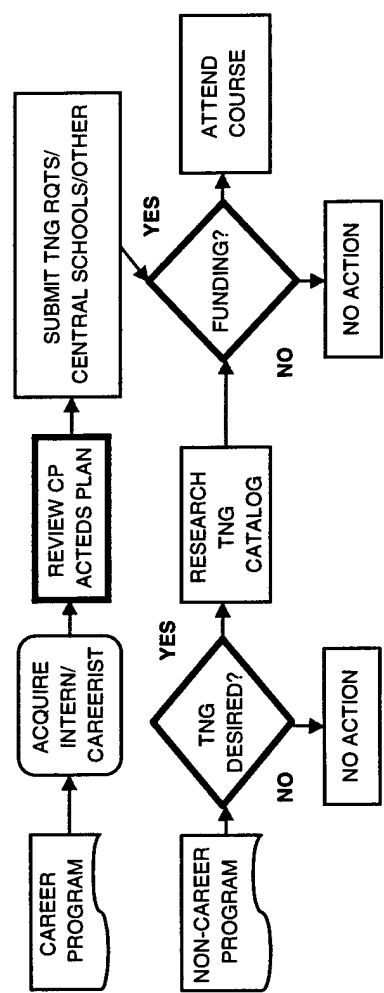 CAREER
PROGRAM
ACQUIRE
INTERN/
CAREERIST
REVIEW CP
ACTEDS PLAN
SUBMIT TNG RQTS/
CENTRAL SCHOOLS/OTHER
NON-CAREER
PROGRAM
TNG
DESIRED?
YES
NO
NO ACTION
RESEARCH
TNG
CATALOG
FUNDING?
YES
NO
NO ACTION
ATTEND
COURSE